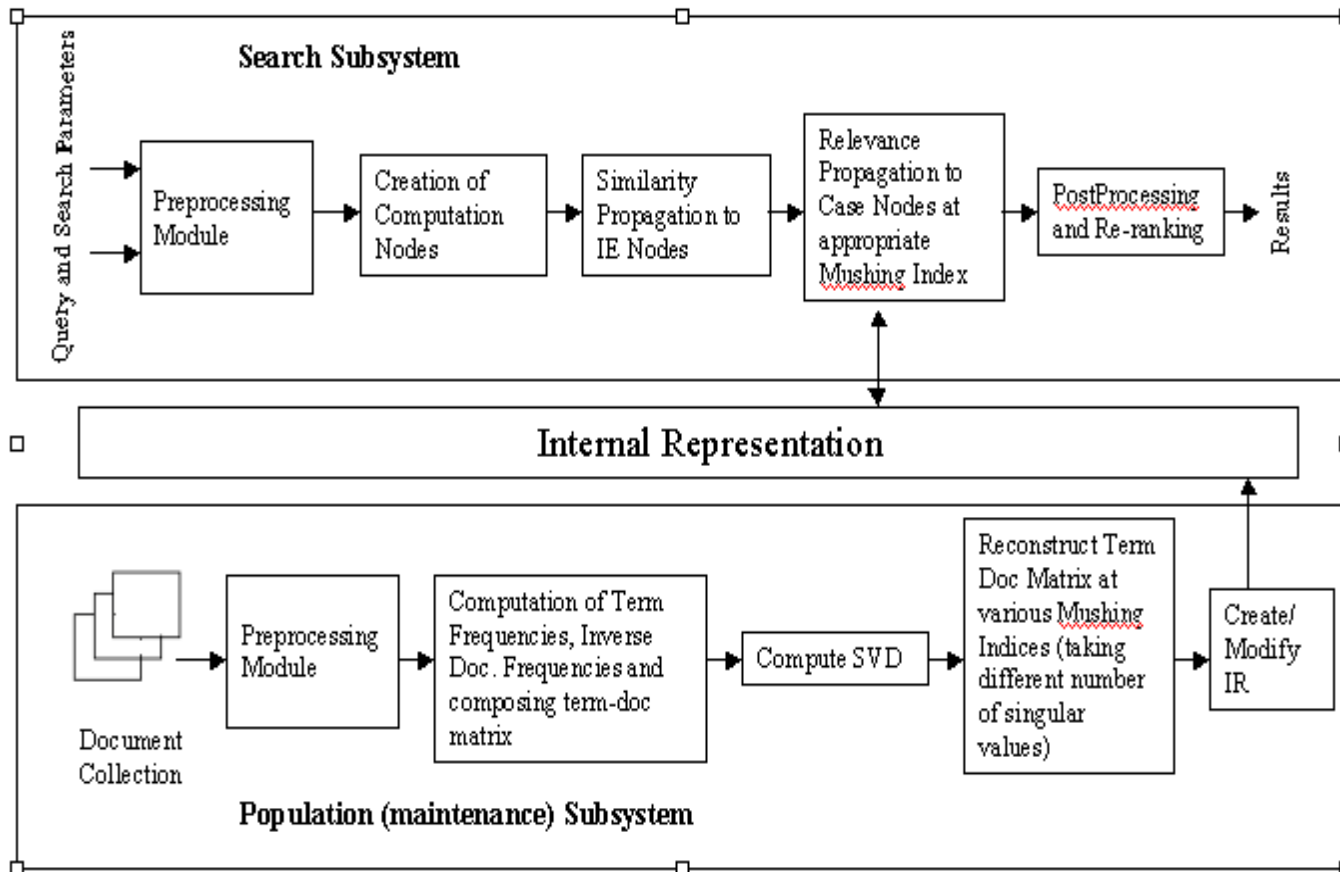 Search Subsystem
Query and Search Parameters
Preprocessing
Module
Creation of
Computation
Nodes
Similarity
Propagation to
IE Nodes
Relevance
Propagation to
Case Nodes at
appropriate
Mushing Index
PostProcessing
and Re-ranking
Results
Internal Representation
Document
Collection
Preprocessing
Module
Computation of Term
Frequencies, Inverse
Doc. Frequencies and
composing term-doc
matrix
Compute SVD
Reconstruct Term
Doc Matrix at
various Mushing
Indices (taking
different number
of singular
values)
Create/
Modify
IR
Population (maintenance) Subsystem